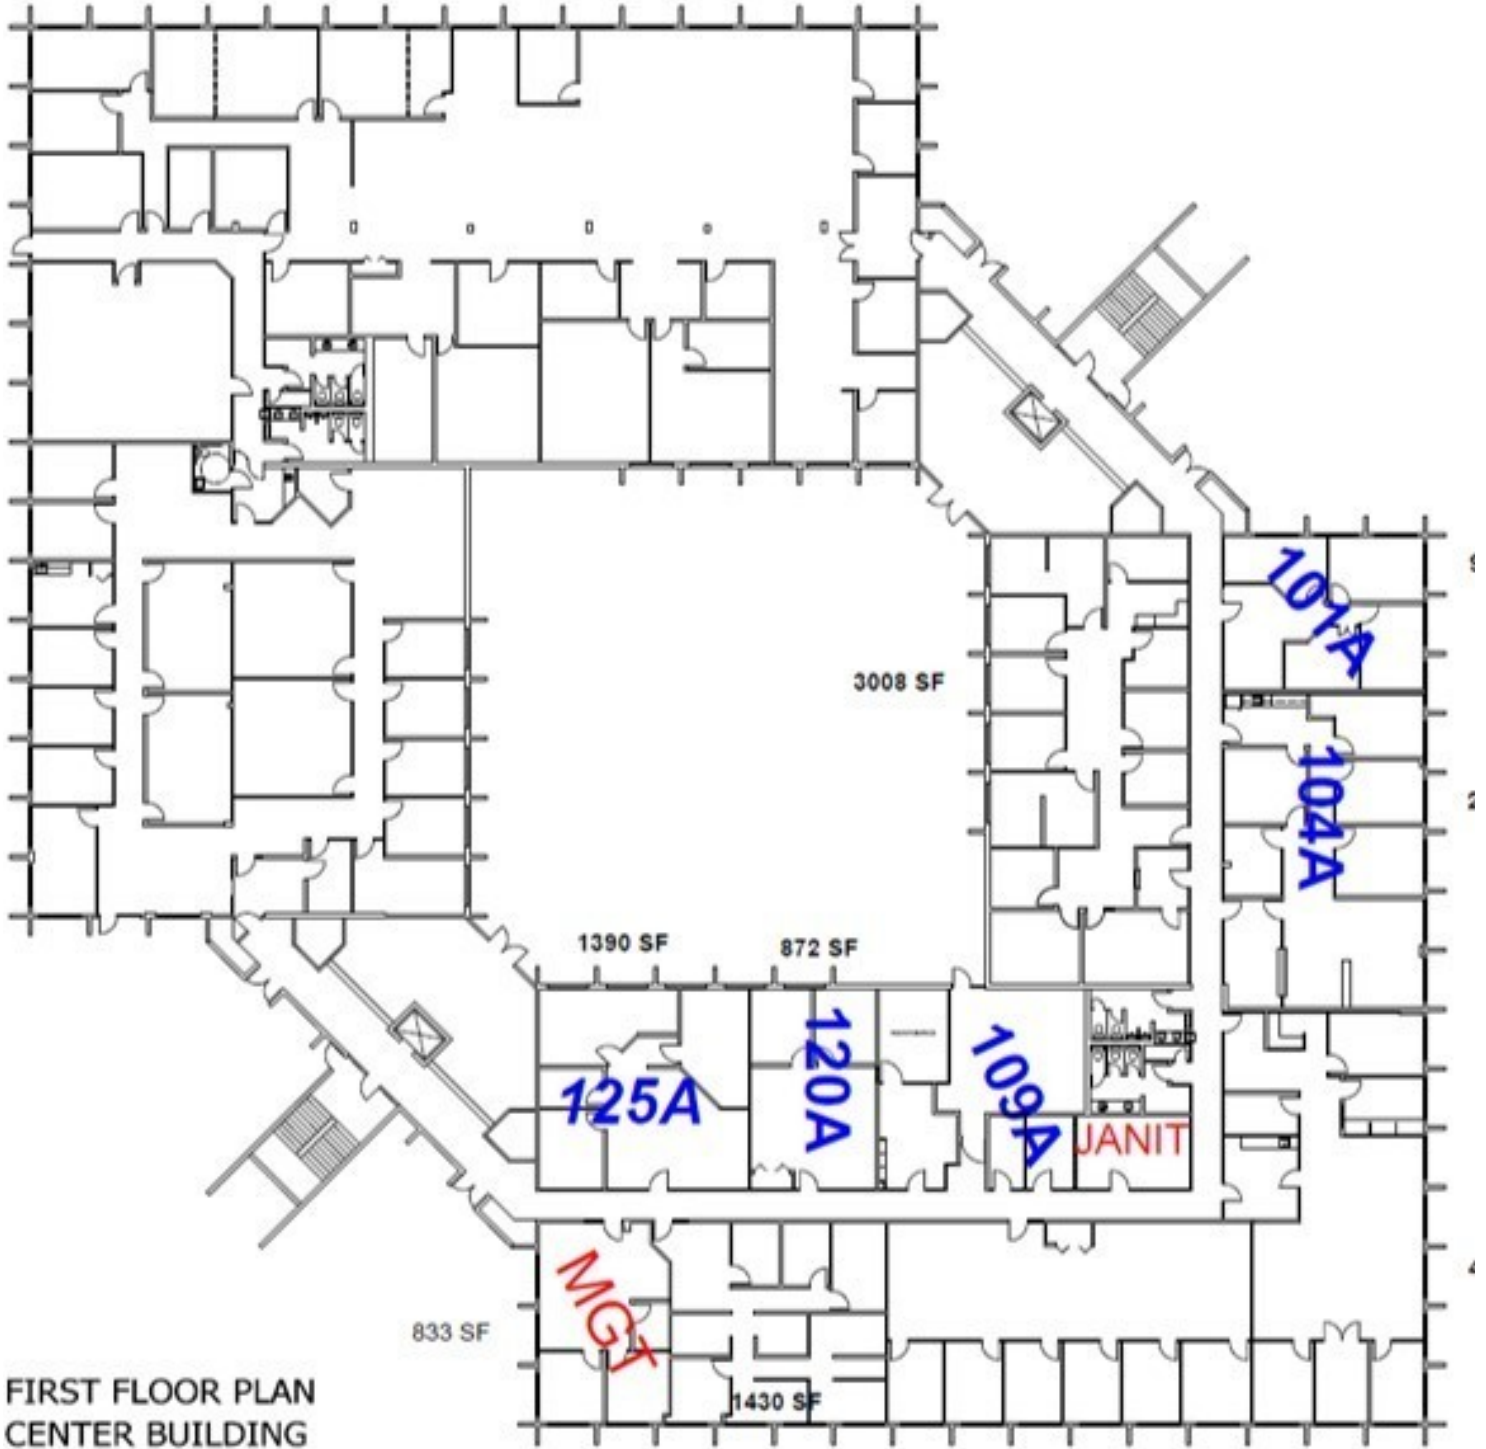 101A
3008 SF
104A
1390 SF
872 SF
125A
120A
109A
JANIT
MGT
833 SF
1430 SF
FIRST FLOOR PLAN
CENTER BUILDING